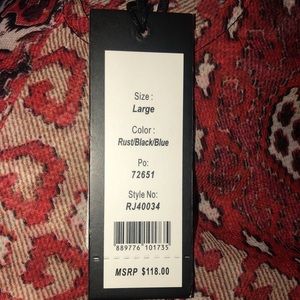 Size :
Large
Color :
Rust/Black/Blue
Po:
72651
Style No:
RJ40034
889776 101735
MSRP $118.00